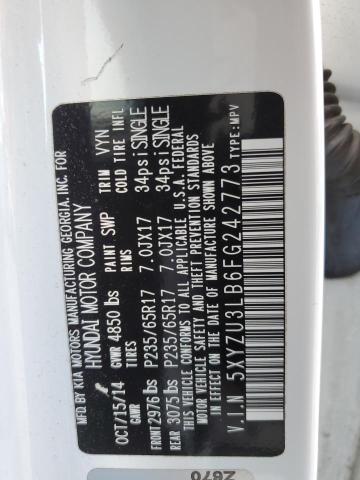 MFD BY KIA MOTORS MANUFACTURING GEORGIA, INC. FOR
HYUNDAI MOTOR COMPANY
OCT/15/14 GVWR 4850 lbs PAINT SWP TRIM VYN
GAWR TIRES RIMS COLD TIRE INFL
FRONT 2976 lbs P235/65R17 7.0JX17 34psi SINGLE
REAR 3075 lbs P235/65R17 7.0JX17 34psi SINGLE
THIS VEHICLE CONFORMS TO ALL APPLICABLE U.S.A. FEDERAL
MOTOR VEHICLE SAFETY, BUMPER, AND THEFT PREVENTION STANDARDS
IN EFFECT ON THE DATE OF MANUFACTURE SHOWN ABOVE.
V.I.N 5XYZU3LB6FG242773 TYPE:MPV